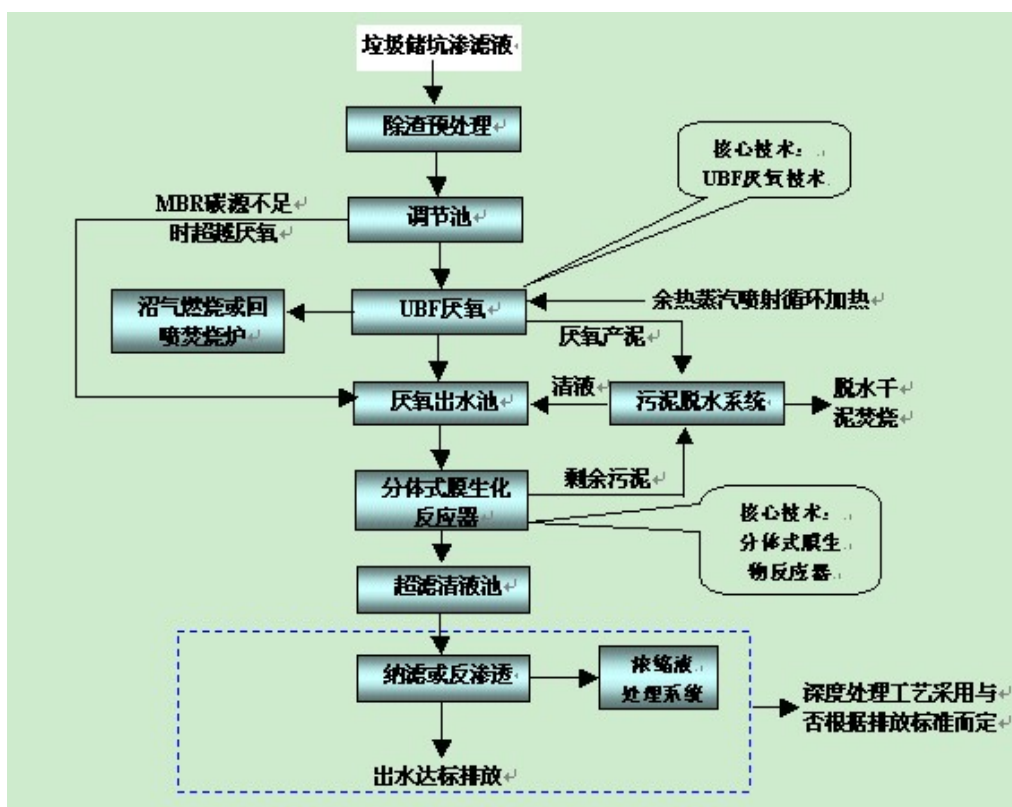 垃圾储坑渗滤液
除渣预处理
核心技术：
UBF厌氧技术
MBR碳源不足
时超越厌氧
调节池
沼气燃烧或回
喷焚烧炉
UBF厌氧
余热蒸汽喷射循环加热
厌氧产泥
厌氧出水池
清液
污泥脱水系统
脱水干
泥焚烧
分体式膜生化
反应器
剩余污泥
核心技术：
分体式膜生
物反应器
超滤清液池
纳滤或反渗透
浓缩液
处理系统
深度处理工艺采用与
否根据排放标准而定
出水达标排放